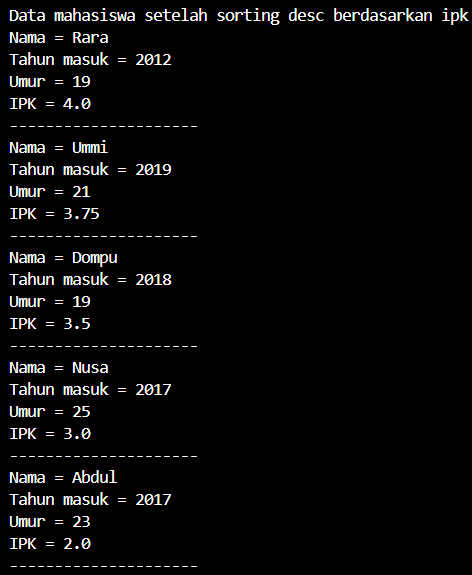 Data mahasiswa setelah sorting desc berdasarkan ipk
Nama = Rara
Tahun masuk = 2012
Umur = 19
IPK = 4.0
---------------------
Nama = Ummi
Tahun masuk = 2019
Umur = 21
IPK = 3.75
---------------------
Nama = Dompu
Tahun masuk = 2018
Umur = 19
IPK = 3.5
---------------------
Nama = Nusa
Tahun masuk = 2017
Umur = 25
IPK = 3.0
---------------------
Nama = Abdul
Tahun masuk = 2017
Umur = 23
IPK = 2.0
---------------------